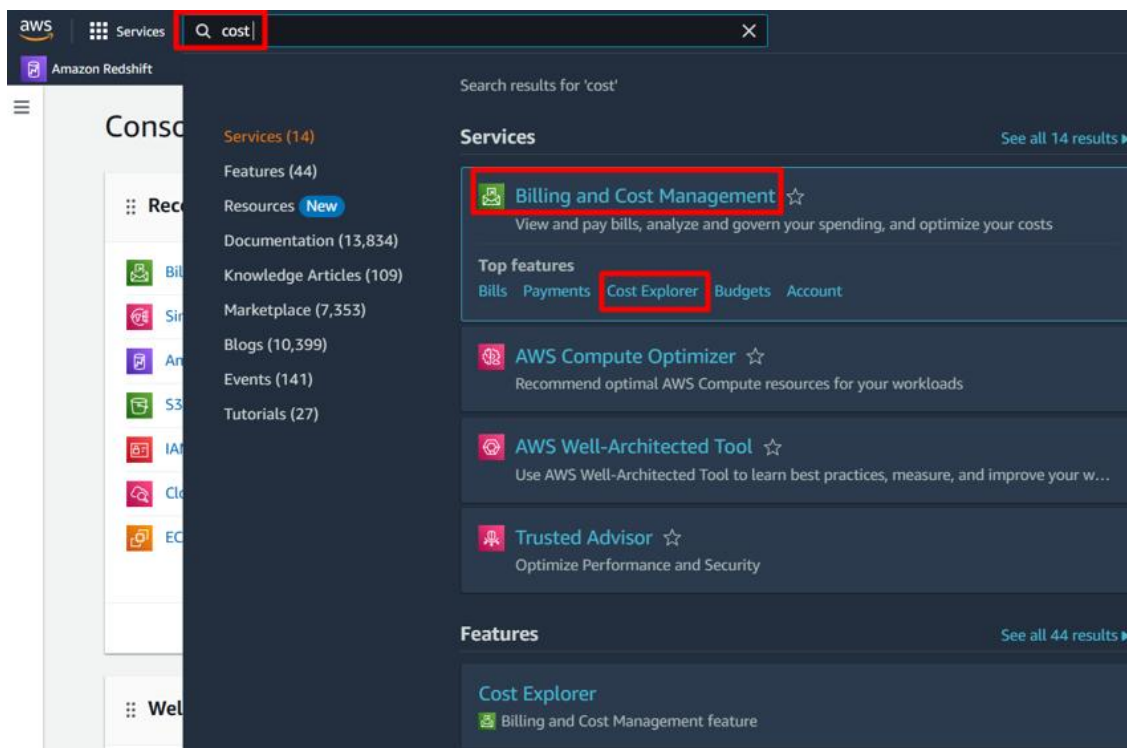 aws
Services
cost
Amazon Redshift
Search results for 'cost'
Services (14)
Features (44)
Resources New
Documentation (13,834)
Knowledge Articles (109)
Marketplace (7,353)
Blogs (10,399)
Events (141)
Tutorials (27)
Services
See all 14 results
Billing and Cost Management
View and pay bills, analyze and govern your spending, and optimize your costs
Top features
Bills Payments Cost Explorer Budgets Account
AWS Compute Optimizer
Recommend optimal AWS Compute resources for your workloads
AWS Well-Architected Tool
Use AWS Well-Architected Tool to learn best practices, measure, and improve your w...
Trusted Advisor
Optimize Performance and Security
Features
See all 44 results
Cost Explorer
Billing and Cost Management feature
Conso
Rece
Bil
Sir
Am
S3
IAM
Clo
EC
Wel